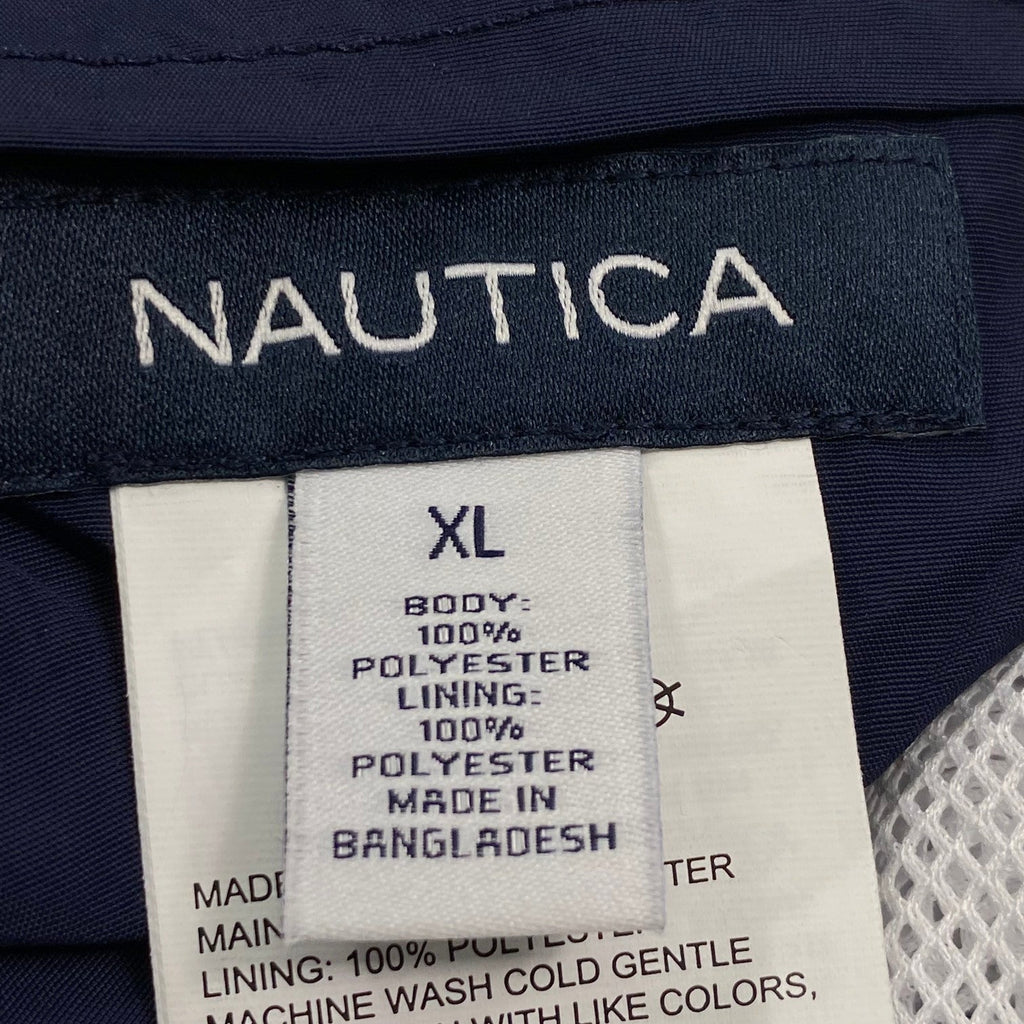 NAUTICA
XL
BODY:
100%
POLYESTER
LINING:
100%
POLYESTER
MADE IN
BANGLADESH
LINING: 100%
MACHINE WASH COLD GENTLE
WITH LIKE COLORS,